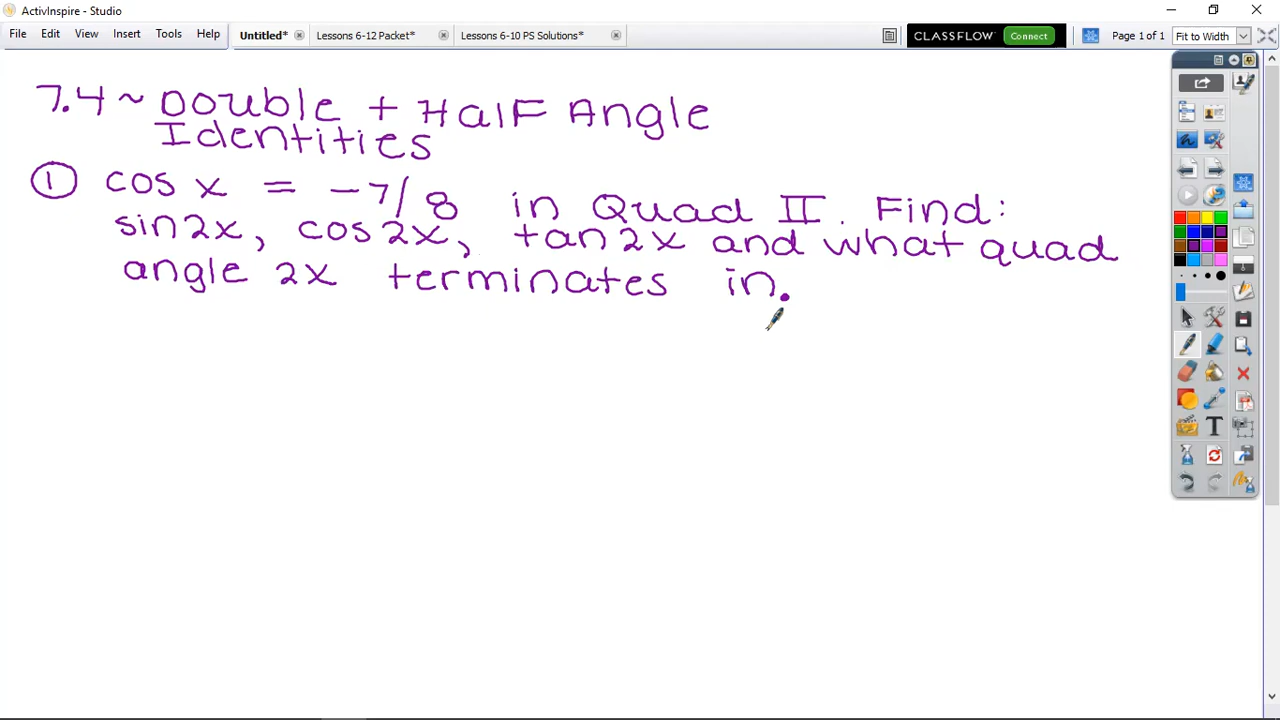 ActivInspire - Studio
File Edit View Insert Tools Help
Untitled* Lessons 6-12 Packet* Lessons 6-10 PS Solutions*
CLASSFLOW Connect
Page 1 of 1
Fit to Width
7.4 ~ Double + Half Angle
Identities
① cos x = -7/8 in Quad II. Find:
sin2x, cos2x, tan2x and what quad
angle 2x terminates in.